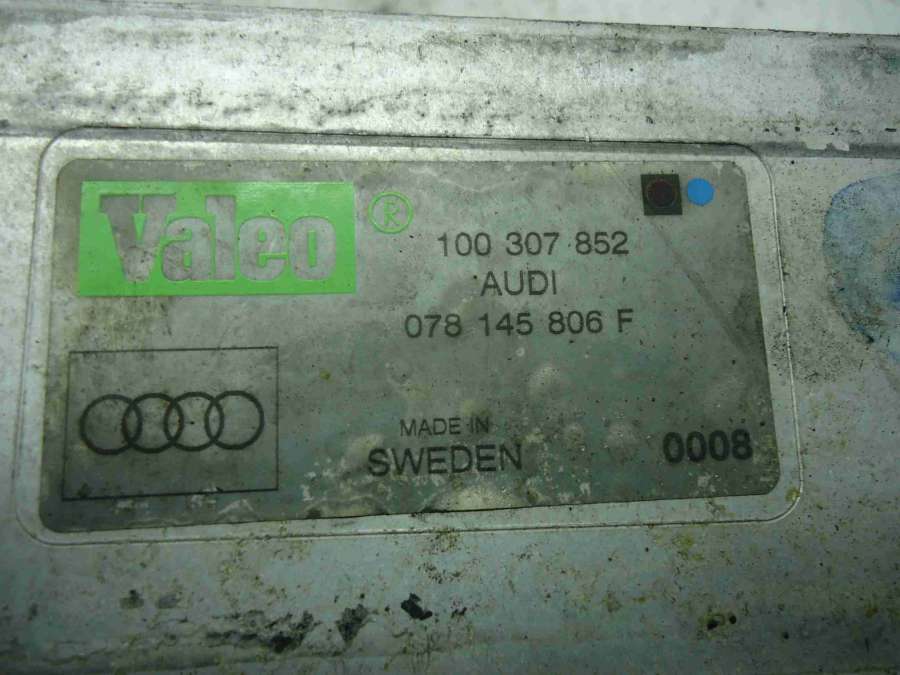 Valeo ®
100 307 852
AUDI
078 145 806 F
MADE IN
SWEDEN
0008